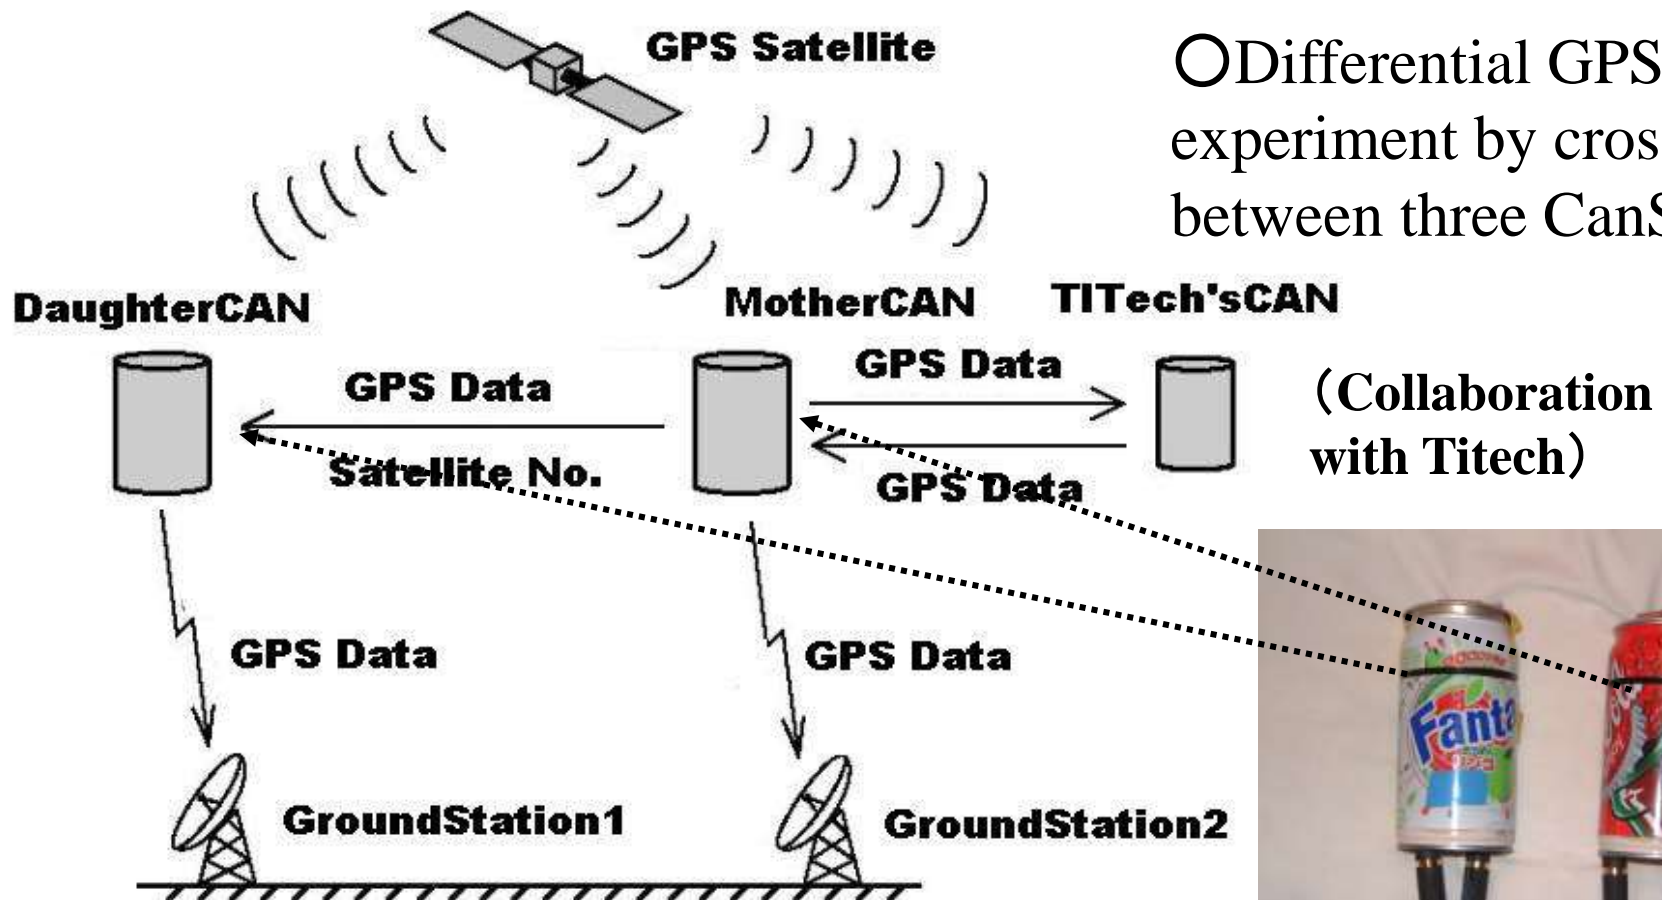 GPS Satellite
○Differential GPS
experiment by cros
between three CanS
DaughterCAN
MotherCAN
TITech'sCAN
GPS Data
GPS Data
(Collaboration
with Titech)
Satellite No.
GPS Data
GPS Data
GPS Data
Fanta
GroundStation1
GroundStation2